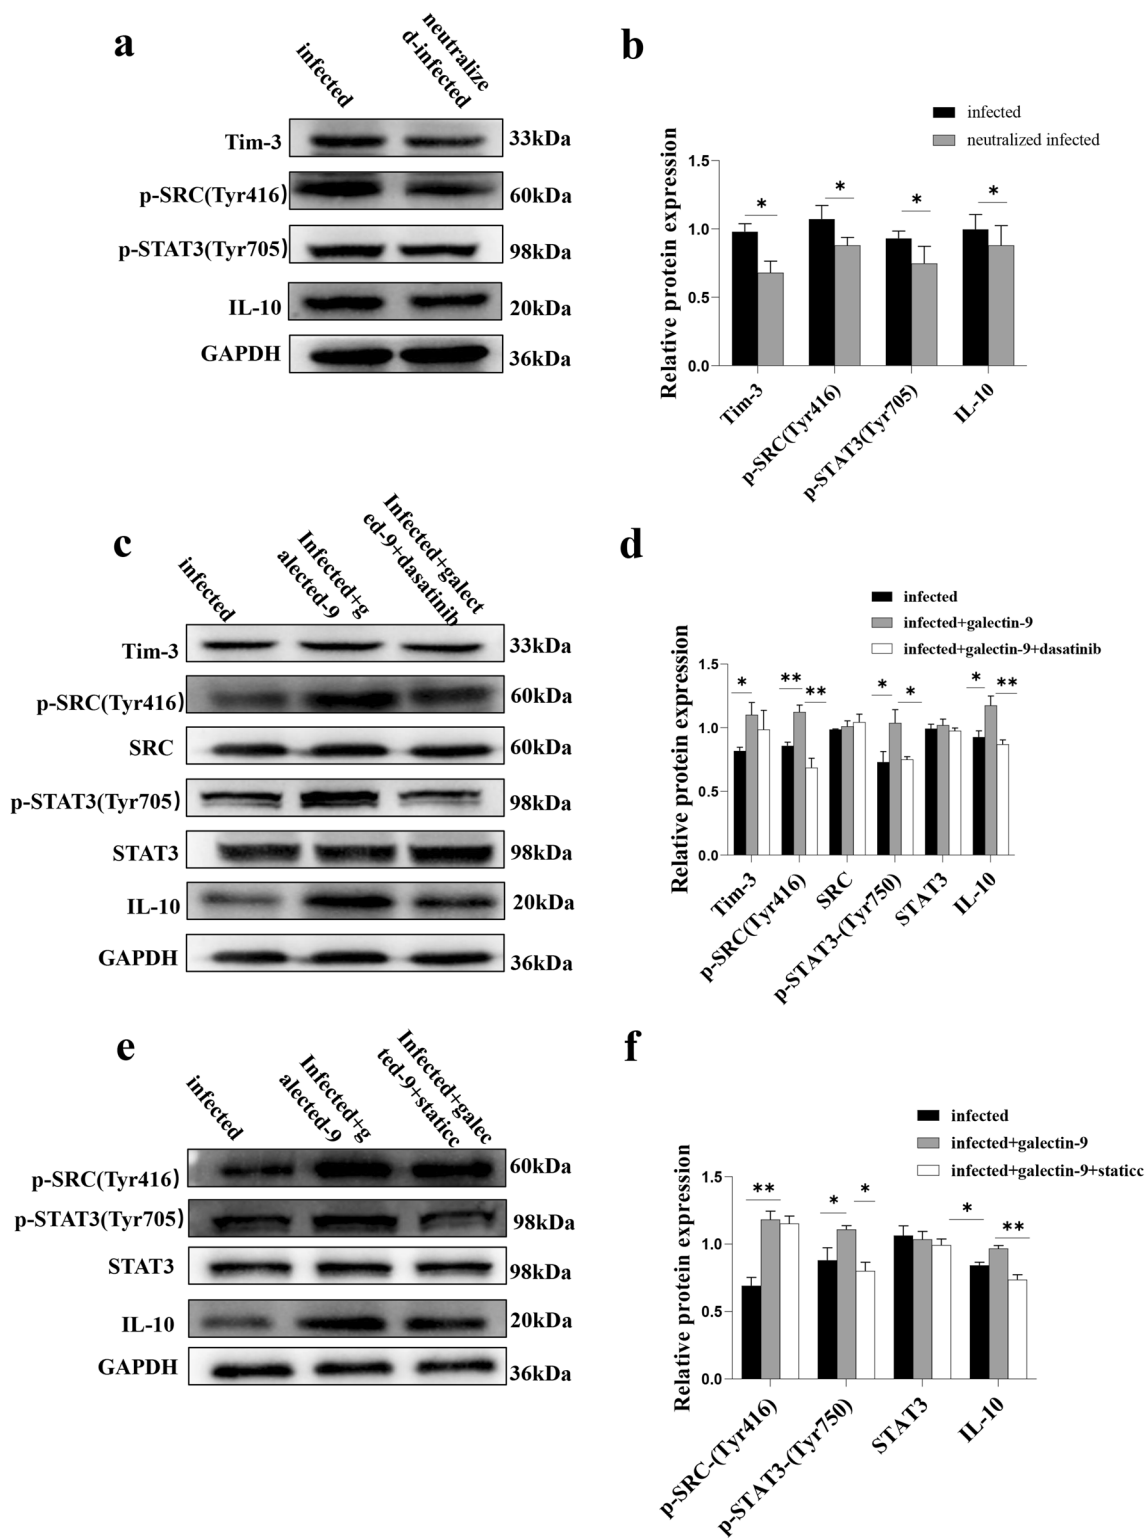 a
infected
neutralize
d-infected
Tim-3
33kDa
p-SRC(Tyr416)
60kDa
p-STAT3(Tyr705)
98kDa
IL-10
20kDa
GAPDH
36kDa
b
infected
neutralized infected
Relative protein expression
1.5
1.0
0.5
0.0
*
*
*
*
Tim-3
p-SRC(Tyr416)
p-STAT3(Tyr705)
IL-10
c
infected
Infected+g
alected-9
Infected+galect
ed-9+dasatinib
Tim-3
33kDa
p-SRC(Tyr416)
60kDa
SRC
60kDa
p-STAT3(Tyr705)
98kDa
STAT3
98kDa
IL-10
20kDa
GAPDH
36kDa
d
infected
infected+galectin-9
infected+galectin-9+dasatinib
Relative protein expression
1.5
1.0
0.5
0.0
*
**
**
*
*
*
**
Tim-3
p-SRC(Tyr416)
SRC
p-STAT3-(Tyr750)
STAT3
IL-10
e
infected
Infected+g
alected-9
Infected+galec
ted-9+staticc
p-SRC(Tyr416)
60kDa
p-STAT3(Tyr705)
98kDa
STAT3
98kDa
IL-10
20kDa
GAPDH
36kDa
f
infected
infected+galectin-9
infected+galectin-9+staticc
Relative protein expression
1.5
1.0
0.5
0.0
**
*
*
*
**
p-SRC-(Tyr416)
p-STAT3-(Tyr750)
STAT3
IL-10